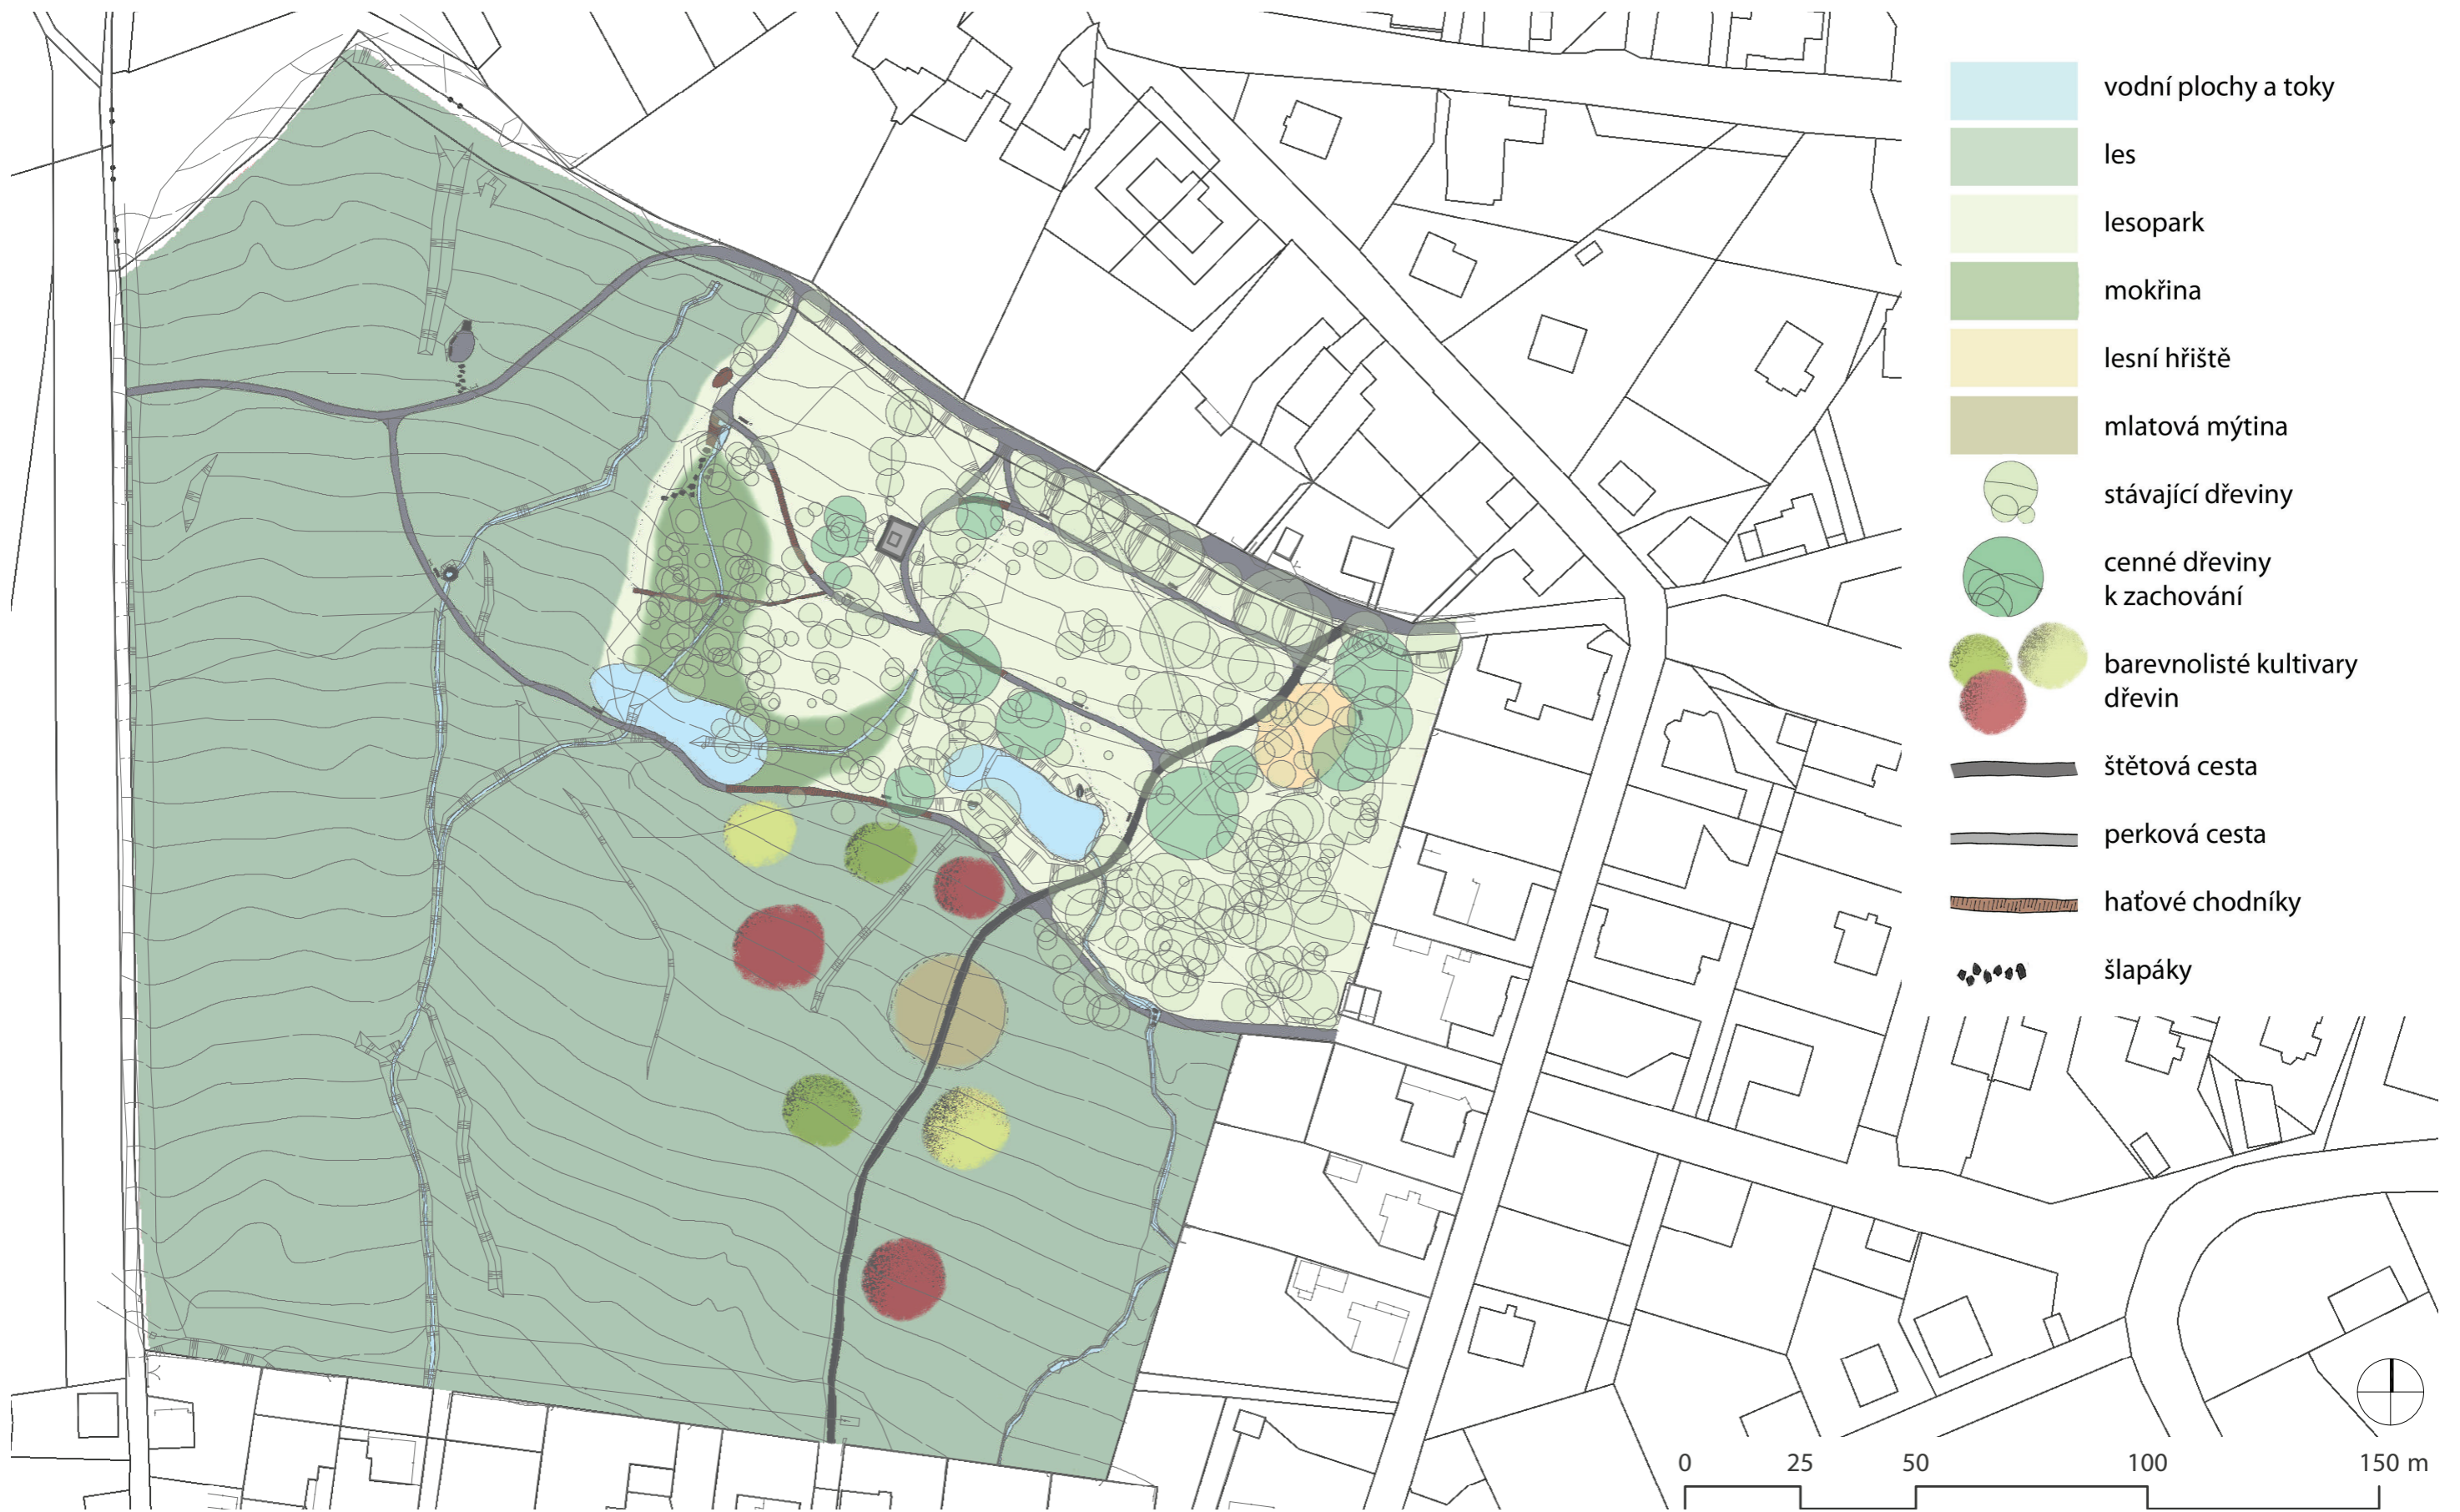 vodní plochy a toky
les
lesopark
mokřina
lesní hřiště
mlatová mýtina
stávající dřeviny
cenné dřeviny
k zachování
barevnolisté kultivary
dřevin
štětová cesta
perková cesta
haťové chodníky
šlapáky
0 25 50 100 150 m